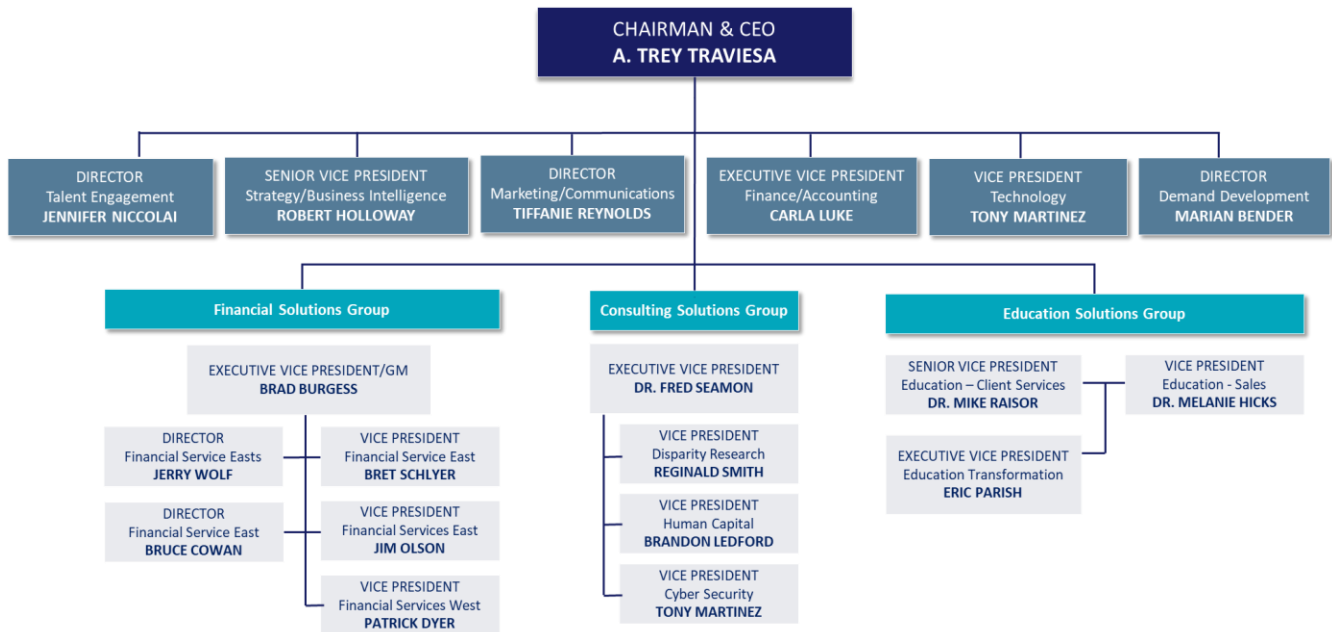 CHAIRMAN & CEO
A. TREY TRAVIESA
DIRECTOR
Talent Engagement
JENNIFER NICCOLAI
SENIOR VICE PRESIDENT
Strategy/Business Intelligence
ROBERT HOLLOWAY
DIRECTOR
Marketing/Communications
TIFFANIE REYNOLDS
EXECUTIVE VICE PRESIDENT
Finance/Accounting
CARLA LUKE
VICE PRESIDENT
Technology
TONY MARTINEZ
DIRECTOR
Demand Development
MARIAN BENDER
Financial Solutions Group
EXECUTIVE VICE PRESIDENT/GM
BRAD BURGESS
DIRECTOR
Financial Service Easts
JERRY WOLF
VICE PRESIDENT
Financial Service East
BRET SCHLYER
DIRECTOR
Financial Service East
BRUCE COWAN
VICE PRESIDENT
Financial Services East
JIM OLSON
VICE PRESIDENT
Financial Services West
PATRICK DYER
Consulting Solutions Group
EXECUTIVE VICE PRESIDENT
DR. FRED SEAMON
VICE PRESIDENT
Disparity Research
REGINALD SMITH
VICE PRESIDENT
Human Capital
BRANDON LEDFORD
VICE PRESIDENT
Cyber Security
TONY MARTINEZ
Education Solutions Group
SENIOR VICE PRESIDENT
Education – Client Services
DR. MIKE RAISOR
VICE PRESIDENT
Education - Sales
DR. MELANIE HICKS
EXECUTIVE VICE PRESIDENT
Education Transformation
ERIC PARISH